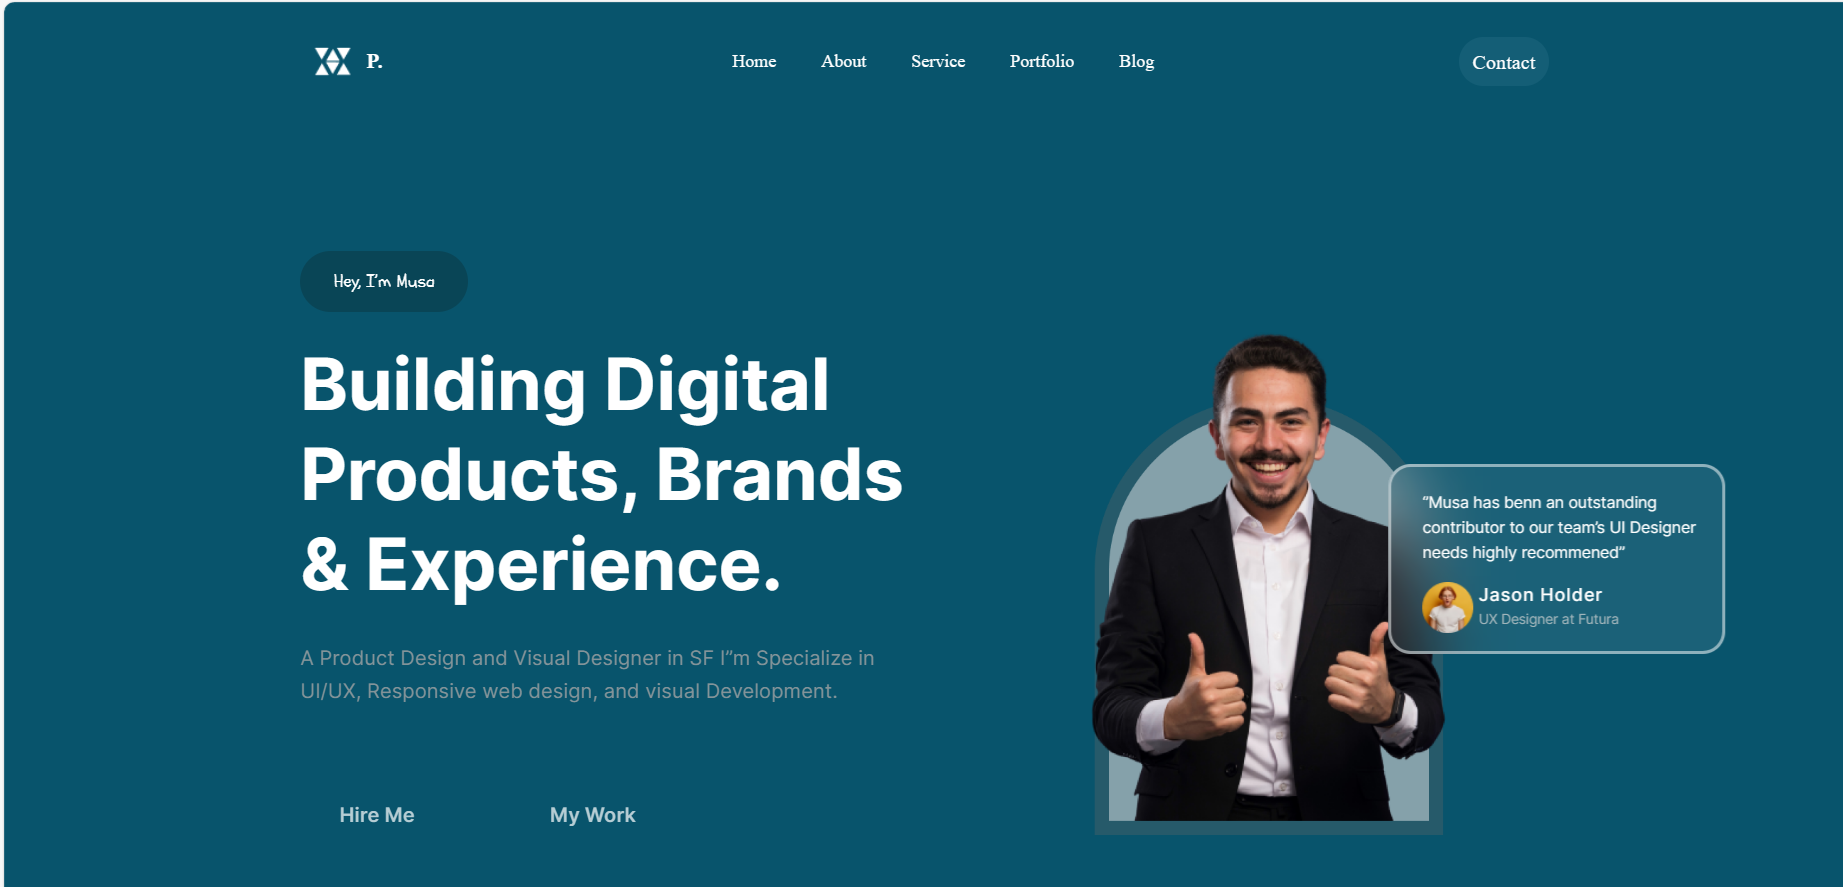 P.
Home
About
Service
Portfolio
Blog
Contact
Hey, I'm Musa
Building Digital
Products, Brands
& Experience.
A Product Design and Visual Designer in SF I”m Specialize in
UI/UX, Responsive web design, and visual Development.
Hire Me
My Work
“Musa has benn an outstanding
contributor to our team’s UI Designer
needs highly recommened”
Jason Holder
UX Designer at Futura